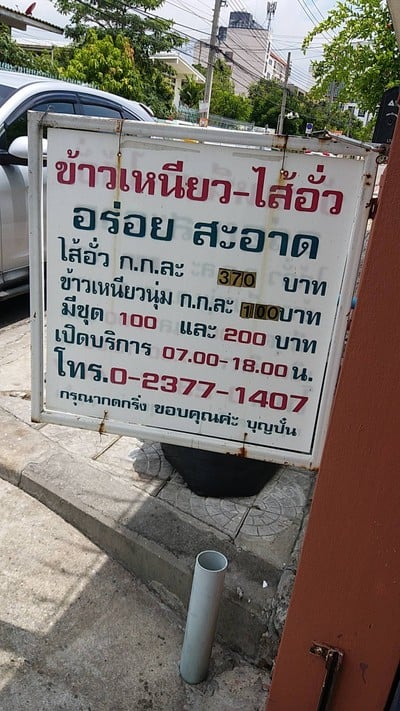 ข้าวเหนียว-ไส้อั่ว
อร่อย สะอาด
ไส้อั่ว ก.ก.ละ 370 บาท
ข้าวเหนียวนุ่ม ก.ก.ละ 100 บาท
มีชุด 100 และ 200 บาท
เปิดบริการ 07.00-18.00 น.
โทร.0-2377-1407
กรุณากดกริ่ง ขอบคุณค่ะ บุญปั๋น